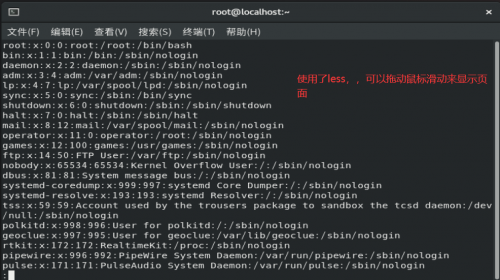 root@localhost:~
文件(F) 编辑(E) 查看(V) 搜索(S) 终端(T) 帮助(H)
root:x:0:0:root:/root:/bin/bash
bin:x:1:1:bin:/bin:/sbin/nologin
daemon:x:2:2:daemon:/sbin:/sbin/nologin
adm:x:3:4:adm:/var/adm:/sbin/nologin
lp:x:4:7:lp:/var/spool/lpd:/sbin/nologin
sync:x:5:0:sync:/sbin:/bin/sync
shutdown:x:6:0:shutdown:/sbin:/sbin/shutdown
halt:x:7:0:halt:/sbin:/sbin/halt
mail:x:8:12:mail:/var/spool/mail:/sbin/nologin
operator:x:11:0:operator:/root:/sbin/nologin
games:x:12:100:games:/usr/games:/sbin/nologin
ftp:x:14:50:FTP User:/var/ftp:/sbin/nologin
nobody:x:65534:65534:Kernel Overflow User:/:/sbin/nologin
dbus:x:81:81:System message bus:/:/sbin/nologin
systemd-coredump:x:999:997:systemd Core Dumper:/:/sbin/nologin
systemd-resolve:x:193:193:systemd Resolver:/:/sbin/nologin
tss:x:59:59:Account used by the trousers package to sandbox the tcsd daemon:/dev
/null:/sbin/nologin
polkitd:x:998:996:User for polkitd:/:/sbin/nologin
geoclue:x:997:995:User for geoclue:/var/lib/geoclue:/sbin/nologin
rtkit:x:172:172:RealtimeKit:/proc:/sbin/nologin
pipewire:x:996:992:PipeWire System Daemon:/var/run/pipewire:/sbin/nologin
pulse:x:171:171:PulseAudio System Daemon:/var/run/pulse:/sbin/nologin
:
使用了less，，可以拖动鼠标滑动来显示页
面